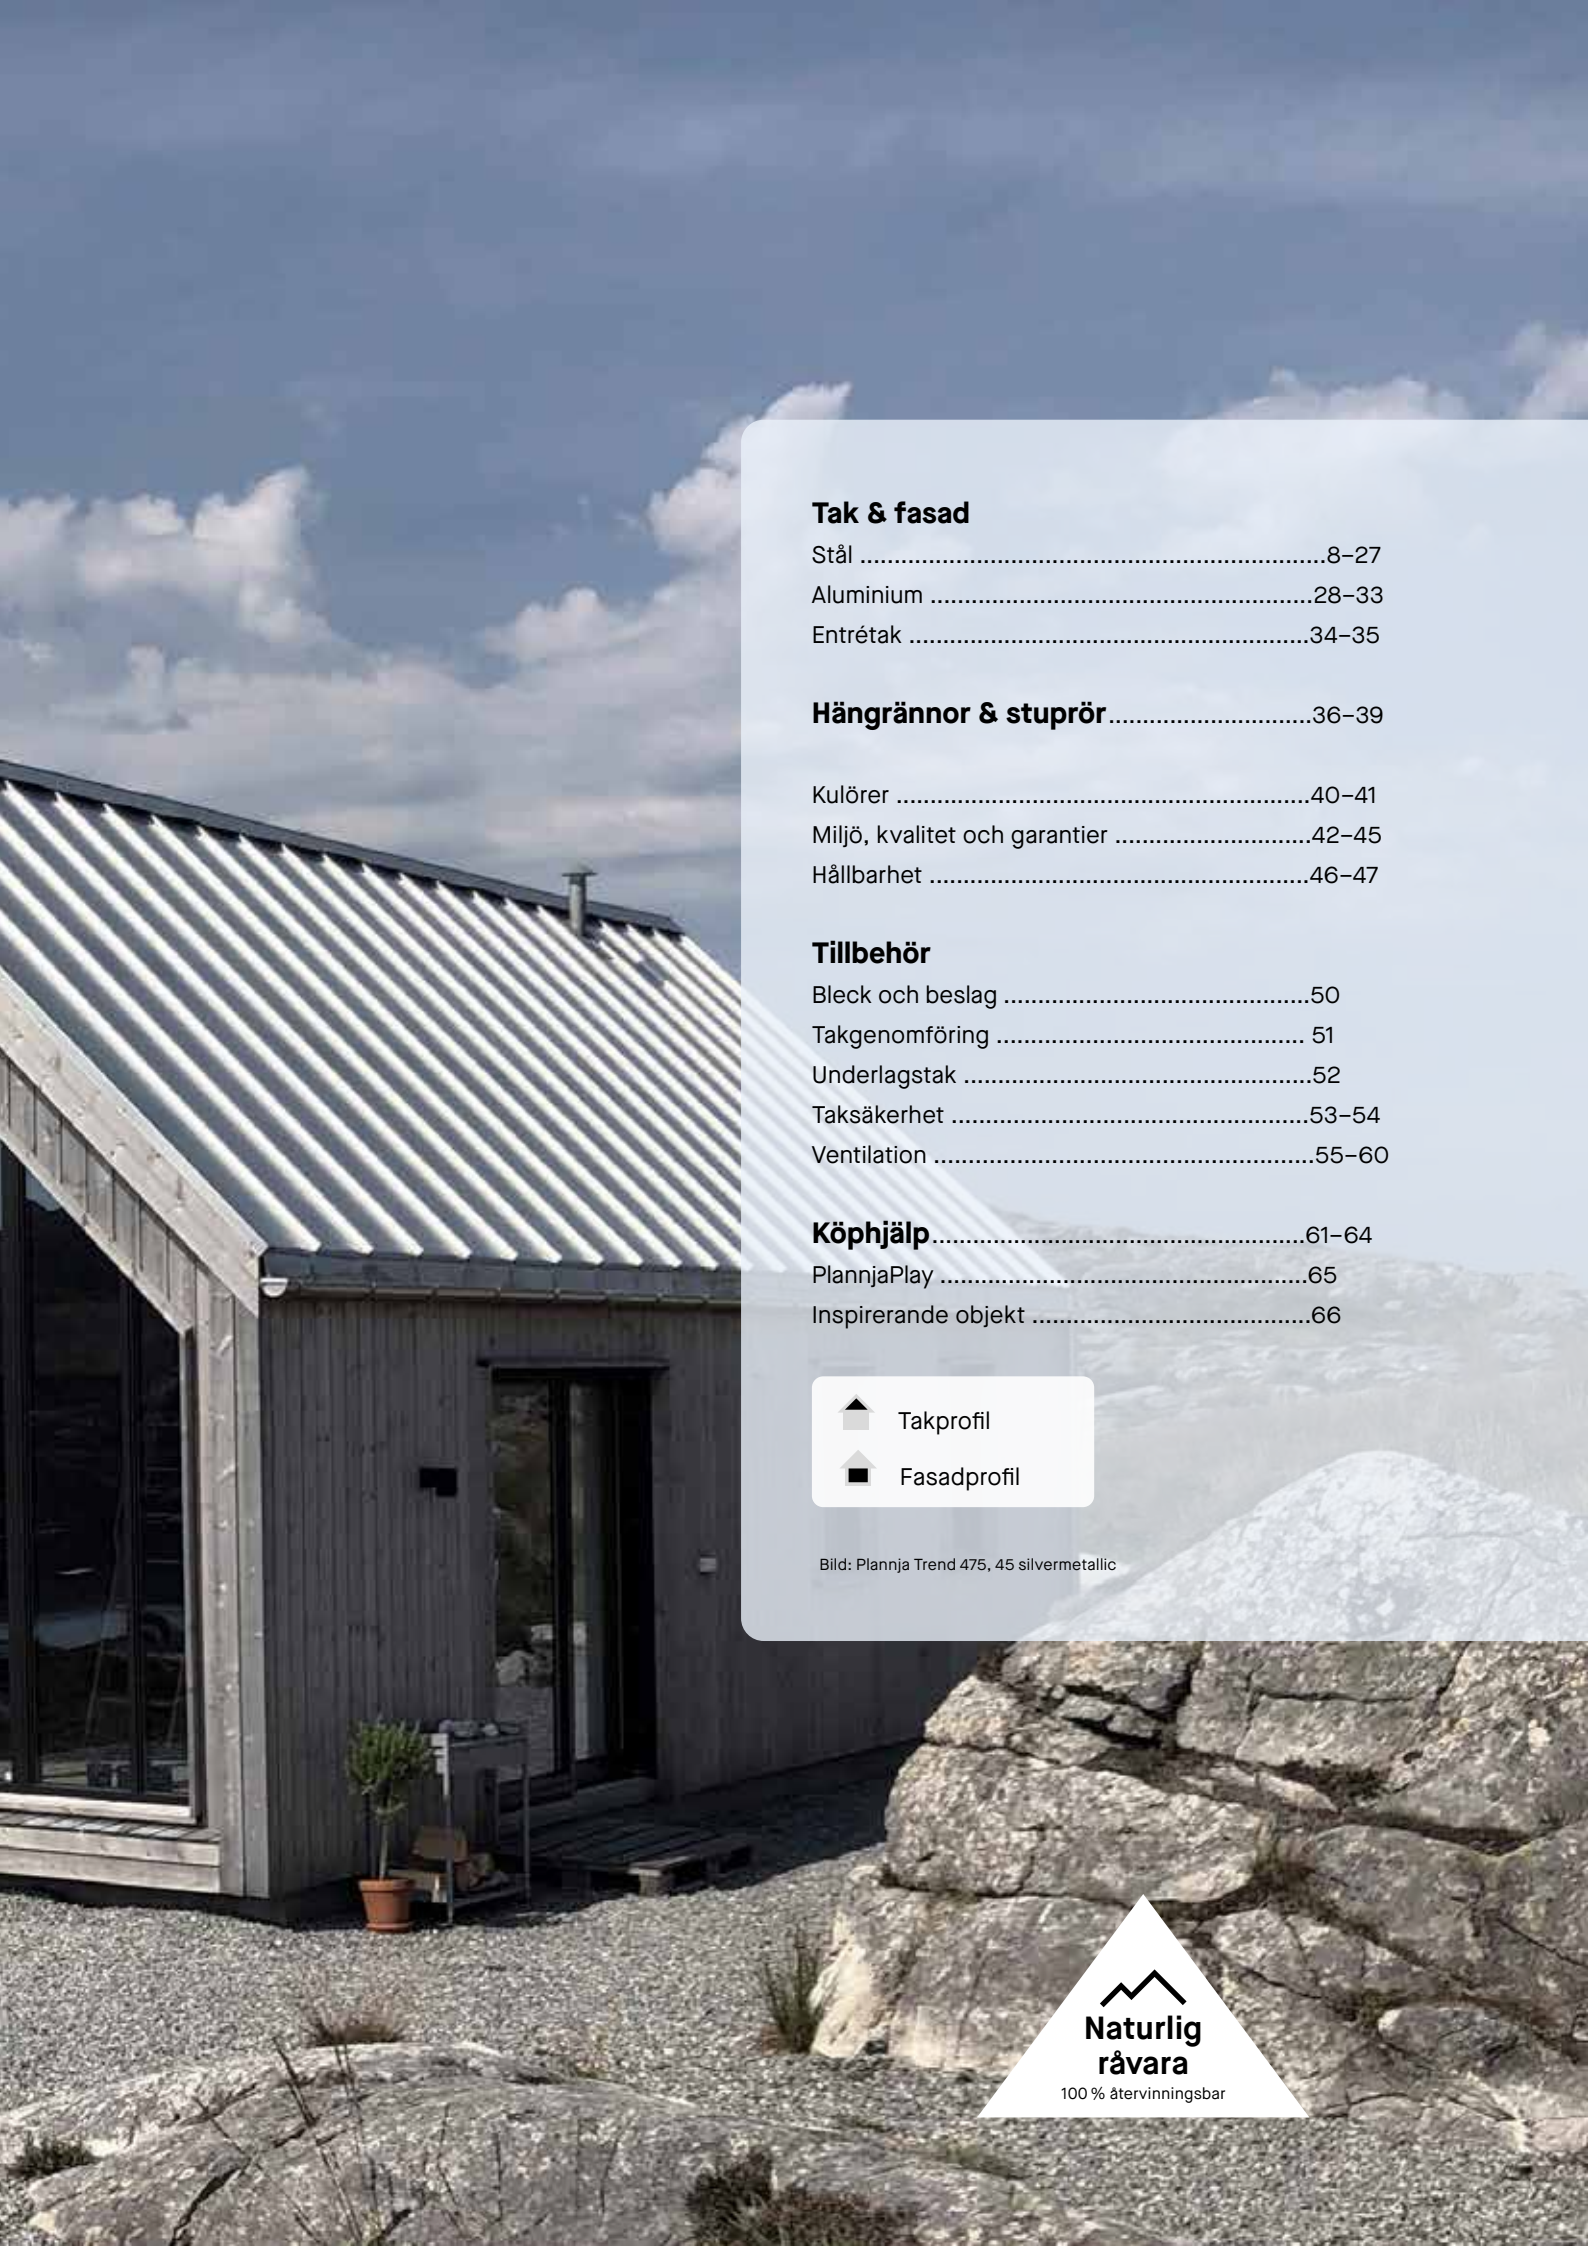 Tak & fasad
Stål .....................................................................8–27
Aluminium ........................................................28–33
Entrétak ...........................................................34–35
Hängrännor & stuprör..............................36–39
Kulörer .............................................................40–41
Miljö, kvalitet och garantier .............................42–45
Hållbarhet ........................................................46–47
Tillbehör
Bleck och beslag .............................................50
Takgenomföring ............................................. 51
Underlagstak ...................................................52
Taksäkerhet ....................................................53–54
Ventilation ........................................................55–60
Köphjälp.......................................................61–64
PlannjaPlay ......................................................65
Inspirerande objekt .........................................66
Takprofil
Fasadprofil
Bild: Plannja Trend 475, 45 silvermetallic
Naturlig
råvara
100 % återvinningsbar